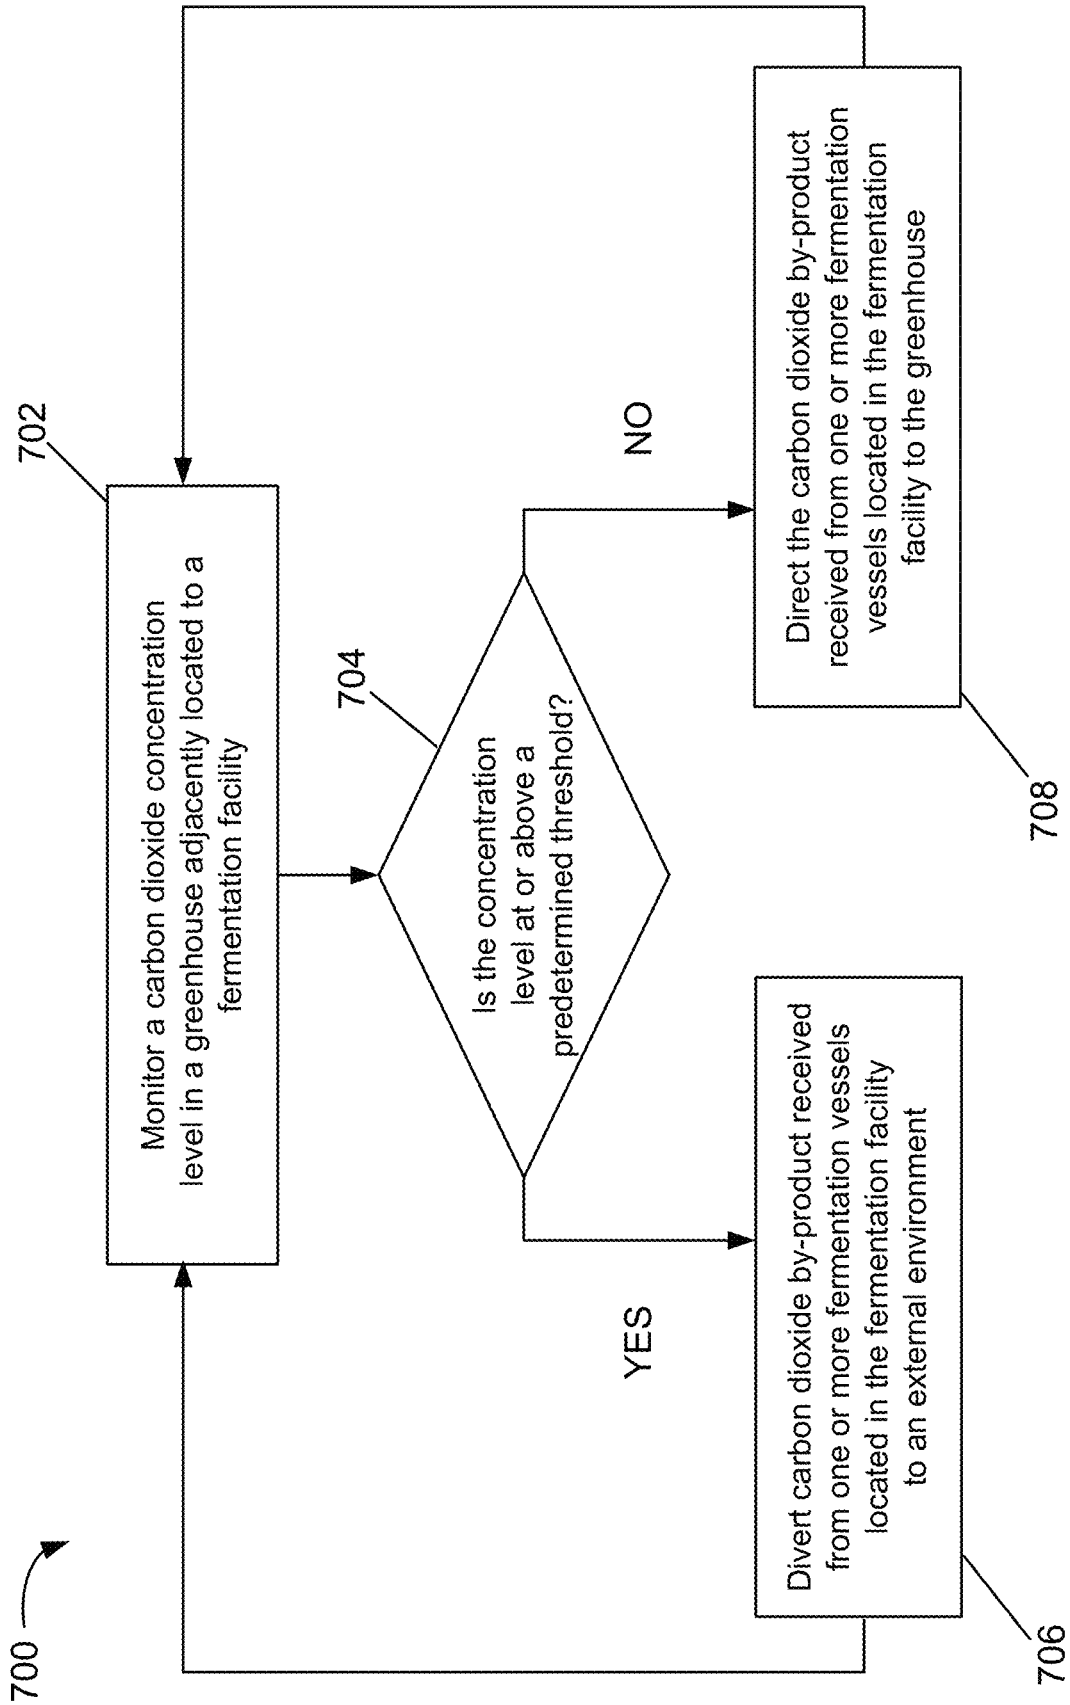 700
702
Monitor a carbon dioxide concentration
level in a greenhouse adjacently located to a
fermentation facility
704
Is the concentration
level at or above a
predetermined threshold?
YES
NO
Divert carbon dioxide by-product received
from one or more fermentation vessels
located in the fermentation facility
to an external environment
706
Direct the carbon dioxide by-product
received from one or more fermentation
vessels located in the fermentation
facility to the greenhouse
708